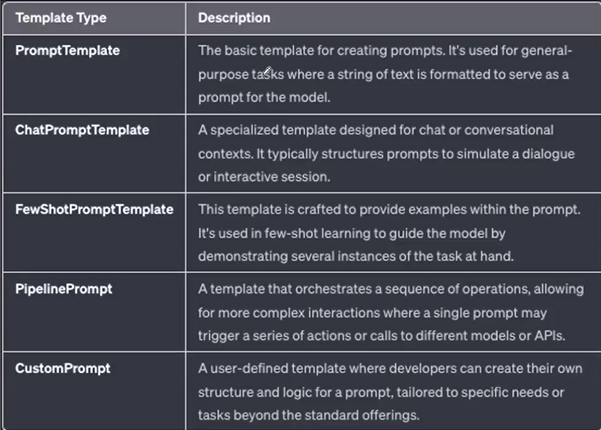 Template Type
Description
PromptTemplate
The basic template for creating prompts. It's used for general-
purpose tasks where a string of text is formatted to serve as a
prompt for the model.
ChatPromptTemplate
A specialized template designed for chat or conversational
contexts. It typically structures prompts to simulate a dialogue
or interactive session.
FewShotPromptTemplate
This template is crafted to provide examples within the prompt.
It's used in few-shot learning to guide the model by
demonstrating several instances of the task at hand.
PipelinePrompt
A template that orchestrates a sequence of operations, allowing
for more complex interactions where a single prompt may
trigger a series of actions or calls to different models or APIs.
CustomPrompt
A user-defined template where developers can create their own
structure and logic for a prompt, tailored to specific needs or
tasks beyond the standard offerings.